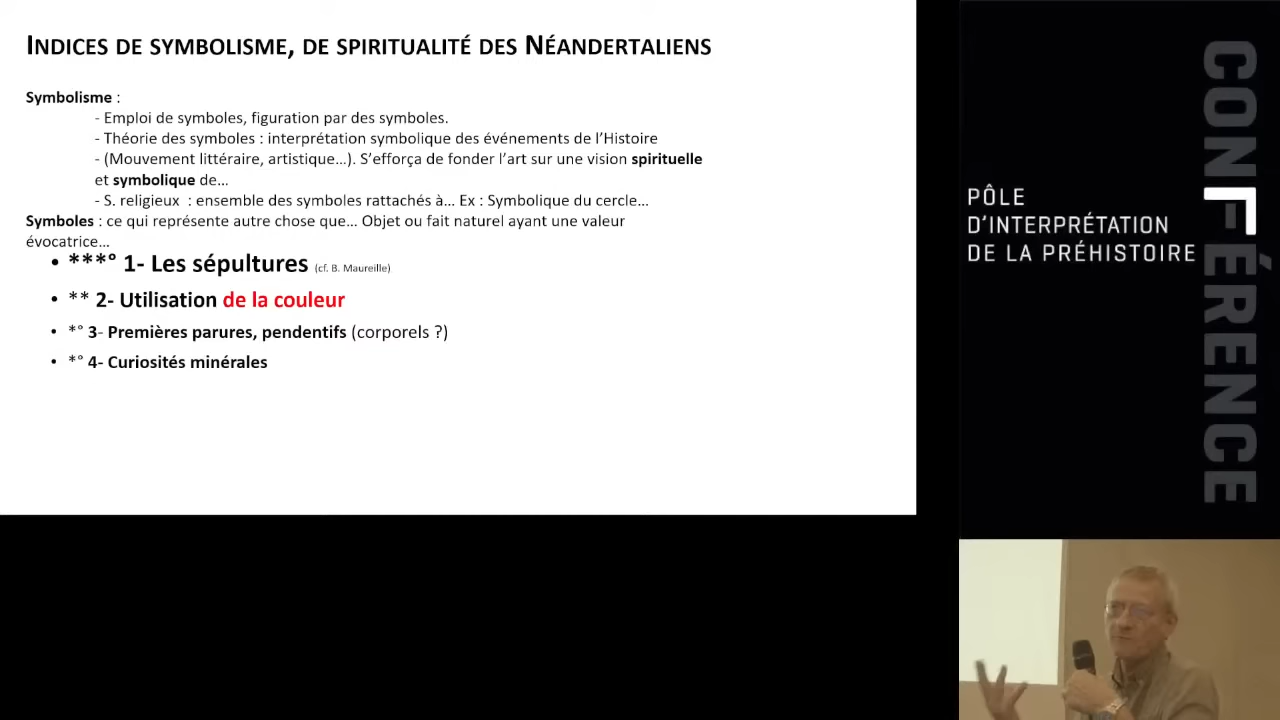 INDICES DE SYMBOLISME, DE SPIRITUALITÉ DES NÉANDERTALIENS
Symbolisme :
- Emploi de symboles, figuration par des symboles.
- Théorie des symboles : interprétation symbolique des événements de l’Histoire
- (Mouvement littéraire, artistique…). S’efforça de fonder l’art sur une vision spirituelle
et symbolique de…
- S. religieux : ensemble des symboles rattachés à… Ex : Symbolique du cercle…
Symboles : ce qui représente autre chose que… Objet ou fait naturel ayant une valeur
évocatrice…
• ***° 1- Les sépultures (cf. B. Maureille)
• ** 2- Utilisation de la couleur
• *° 3- Premières parures, pendentifs (corporels ?)
• *° 4- Curiosités minérales
PÔLE
D'INTERPRÉTATION
DE LA PRÉHISTOIRE
CONFÉRENCE